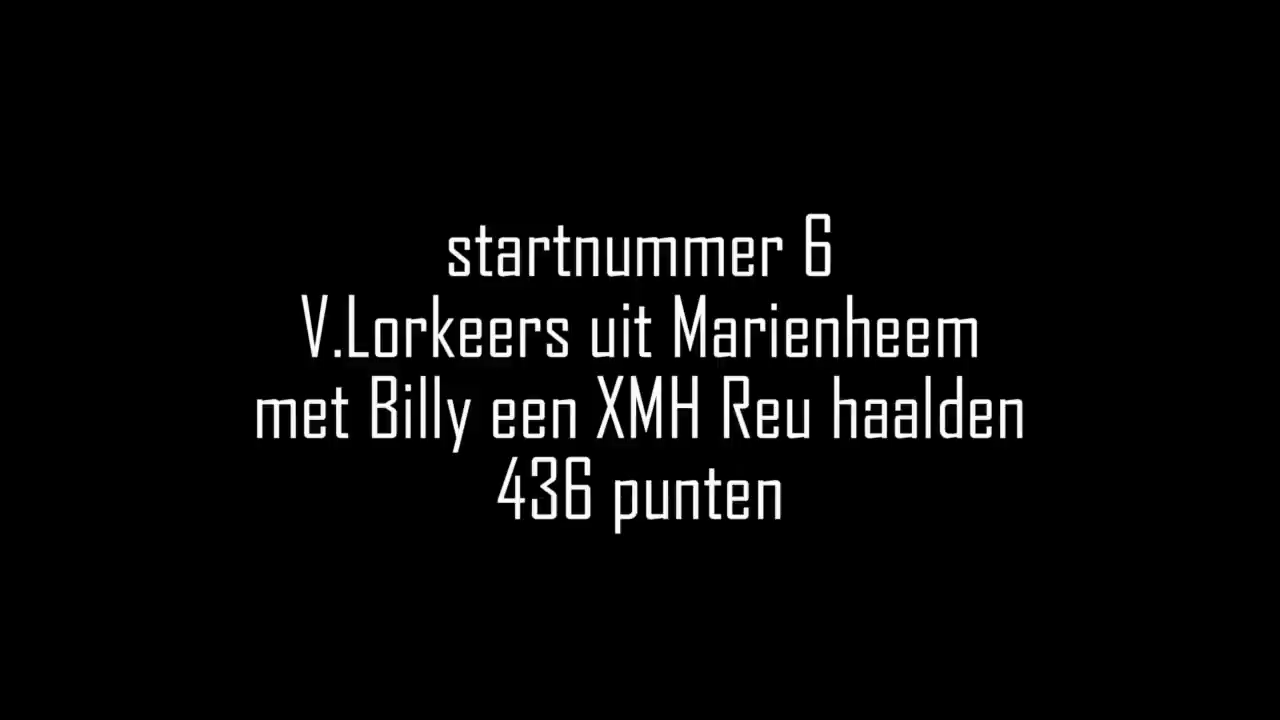 startnummer 6
V.Lorkeers uit Marienheem
met Billy een XMH Reu haalden
436 punten